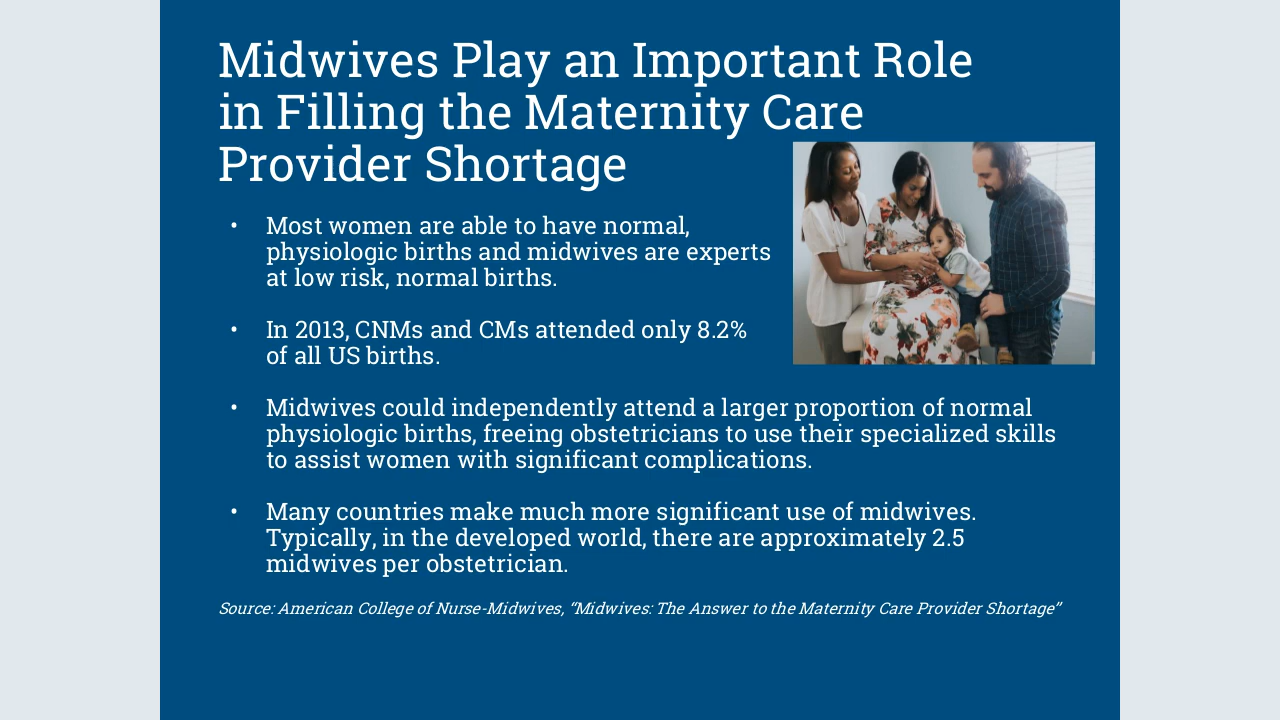 Midwives Play an Important Role
in Filling the Maternity Care
Provider Shortage
• Most women are able to have normal,
physiologic births and midwives are experts
at low risk, normal births.
• In 2013, CNMs and CMs attended only 8.2%
of all US births.
• Midwives could independently attend a larger proportion of normal
physiologic births, freeing obstetricians to use their specialized skills
to assist women with significant complications.
• Many countries make much more significant use of midwives.
Typically, in the developed world, there are approximately 2.5
midwives per obstetrician.
Source: American College of Nurse-Midwives, “Midwives: The Answer to the Maternity Care Provider Shortage”